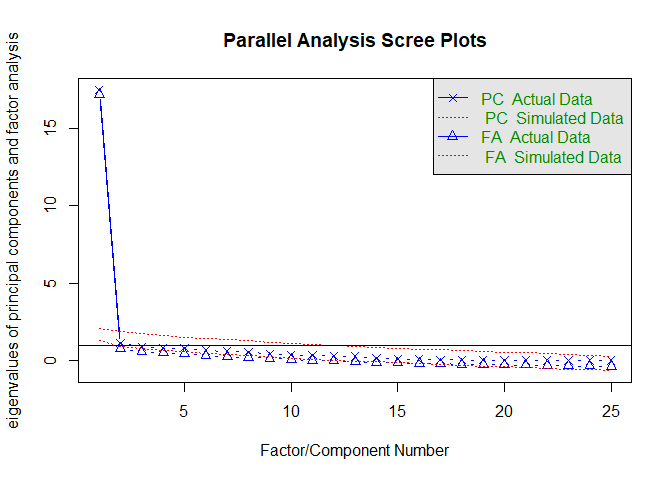 Parallel Analysis Scree Plots
eigenvalues of principal components and factor analysis
PC  Actual Data
PC  Simulated Data
FA  Actual Data
FA  Simulated Data
15
10
5
0
5
10
15
20
25
Factor/Component Number